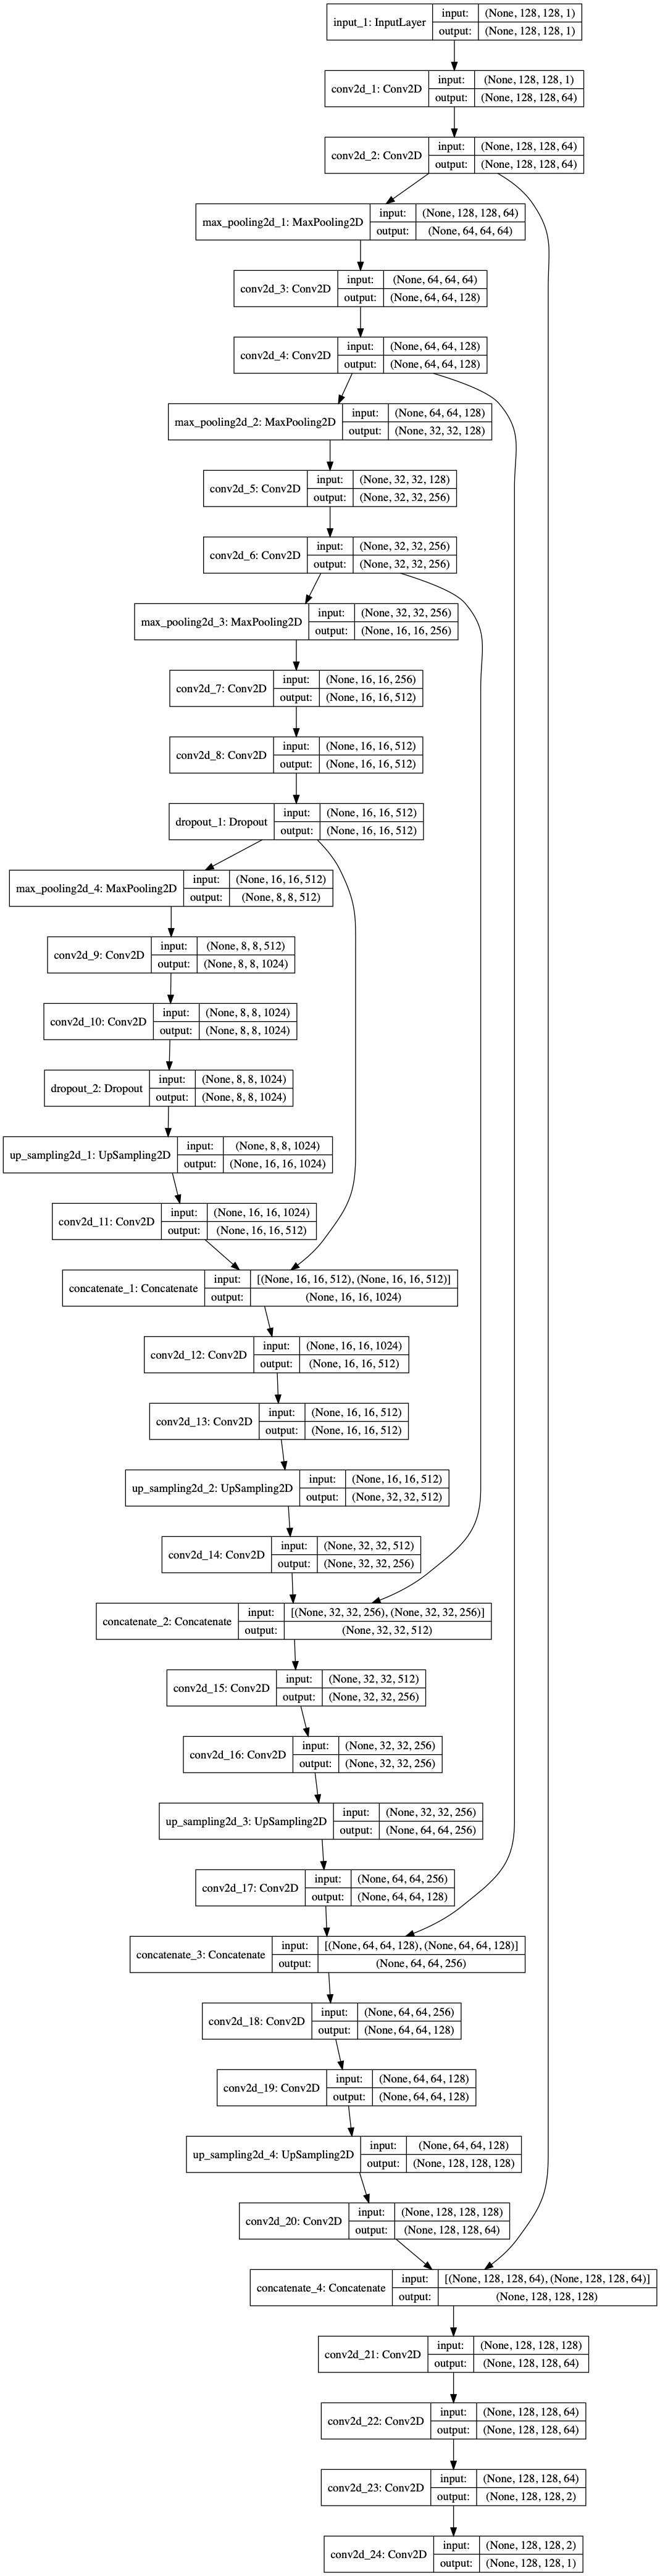 input_1: InputLayer
input: (None, 128, 128, 1)
output: (None, 128, 128, 1)
conv2d_1: Conv2D
input: (None, 128, 128, 1)
output: (None, 128, 128, 64)
conv2d_2: Conv2D
input: (None, 128, 128, 64)
output: (None, 128, 128, 64)
max_pooling2d_1: MaxPooling2D
input: (None, 128, 128, 64)
output: (None, 64, 64, 64)
conv2d_3: Conv2D
input: (None, 64, 64, 64)
output: (None, 64, 64, 128)
conv2d_4: Conv2D
input: (None, 64, 64, 128)
output: (None, 64, 64, 128)
max_pooling2d_2: MaxPooling2D
input: (None, 64, 64, 128)
output: (None, 32, 32, 128)
conv2d_5: Conv2D
input: (None, 32, 32, 128)
output: (None, 32, 32, 256)
conv2d_6: Conv2D
input: (None, 32, 32, 256)
output: (None, 32, 32, 256)
max_pooling2d_3: MaxPooling2D
input: (None, 32, 32, 256)
output: (None, 16, 16, 256)
conv2d_7: Conv2D
input: (None, 16, 16, 256)
output: (None, 16, 16, 512)
conv2d_8: Conv2D
input: (None, 16, 16, 512)
output: (None, 16, 16, 512)
dropout_1: Dropout
input: (None, 16, 16, 512)
output: (None, 16, 16, 512)
max_pooling2d_4: MaxPooling2D
input: (None, 16, 16, 512)
output: (None, 8, 8, 512)
conv2d_9: Conv2D
input: (None, 8, 8, 512)
output: (None, 8, 8, 1024)
conv2d_10: Conv2D
input: (None, 8, 8, 1024)
output: (None, 8, 8, 1024)
dropout_2: Dropout
input: (None, 8, 8, 1024)
output: (None, 8, 8, 1024)
up_sampling2d_1: UpSampling2D
input: (None, 8, 8, 1024)
output: (None, 16, 16, 1024)
conv2d_11: Conv2D
input: (None, 16, 16, 1024)
output: (None, 16, 16, 512)
concatenate_1: Concatenate
input: [(None, 16, 16, 512), (None, 16, 16, 512)]
output: (None, 16, 16, 1024)
conv2d_12: Conv2D
input: (None, 16, 16, 1024)
output: (None, 16, 16, 512)
conv2d_13: Conv2D
input: (None, 16, 16, 512)
output: (None, 16, 16, 512)
up_sampling2d_2: UpSampling2D
input: (None, 16, 16, 512)
output: (None, 32, 32, 512)
conv2d_14: Conv2D
input: (None, 32, 32, 512)
output: (None, 32, 32, 256)
concatenate_2: Concatenate
input: [(None, 32, 32, 256), (None, 32, 32, 256)]
output: (None, 32, 32, 512)
conv2d_15: Conv2D
input: (None, 32, 32, 512)
output: (None, 32, 32, 256)
conv2d_16: Conv2D
input: (None, 32, 32, 256)
output: (None, 32, 32, 256)
up_sampling2d_3: UpSampling2D
input: (None, 32, 32, 256)
output: (None, 64, 64, 256)
conv2d_17: Conv2D
input: (None, 64, 64, 256)
output: (None, 64, 64, 128)
concatenate_3: Concatenate
input: [(None, 64, 64, 128), (None, 64, 64, 128)]
output: (None, 64, 64, 256)
conv2d_18: Conv2D
input: (None, 64, 64, 256)
output: (None, 64, 64, 128)
conv2d_19: Conv2D
input: (None, 64, 64, 128)
output: (None, 64, 64, 128)
up_sampling2d_4: UpSampling2D
input: (None, 64, 64, 128)
output: (None, 128, 128, 128)
conv2d_20: Conv2D
input: (None, 128, 128, 128)
output: (None, 128, 128, 64)
concatenate_4: Concatenate
input: [(None, 128, 128, 64), (None, 128, 128, 64)]
output: (None, 128, 128, 128)
conv2d_21: Conv2D
input: (None, 128, 128, 128)
output: (None, 128, 128, 64)
conv2d_22: Conv2D
input: (None, 128, 128, 64)
output: (None, 128, 128, 64)
conv2d_23: Conv2D
input: (None, 128, 128, 64)
output: (None, 128, 128, 2)
conv2d_24: Conv2D
input: (None, 128, 128, 2)
output: (None, 128, 128, 1)